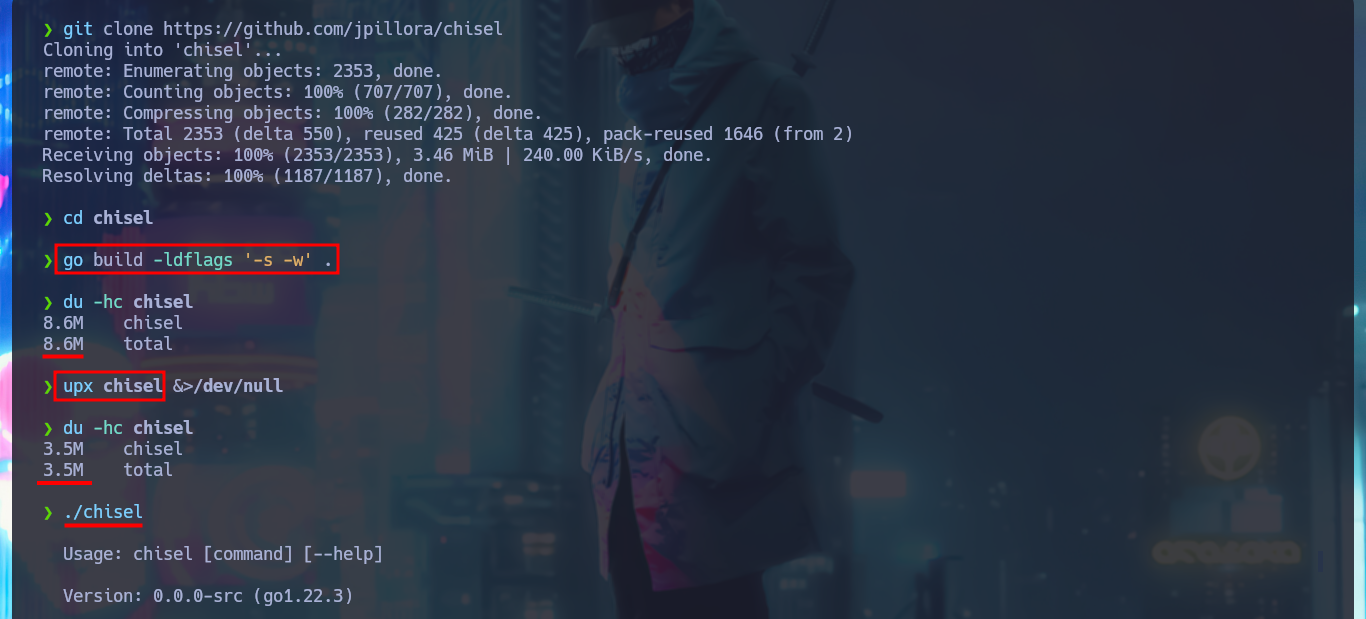 ❯ git clone https://github.com/jpillora/chisel
Cloning into 'chisel'...
remote: Enumerating objects: 2353, done.
remote: Counting objects: 100% (707/707), done.
remote: Compressing objects: 100% (282/282), done.
remote: Total 2353 (delta 550), reused 425 (delta 425), pack-reused 1646 (from 2)
Receiving objects: 100% (2353/2353), 3.46 MiB | 240.00 KiB/s, done.
Resolving deltas: 100% (1187/1187), done.
❯ cd chisel
❯ go build -ldflags '-s -w' .
❯ du -hc chisel
8.6M    chisel
8.6M    total
❯ upx chisel &>/dev/null
❯ du -hc chisel
3.5M    chisel
3.5M    total
❯ ./chisel
Usage: chisel [command] [--help]
Version: 0.0.0-src (go1.22.3)